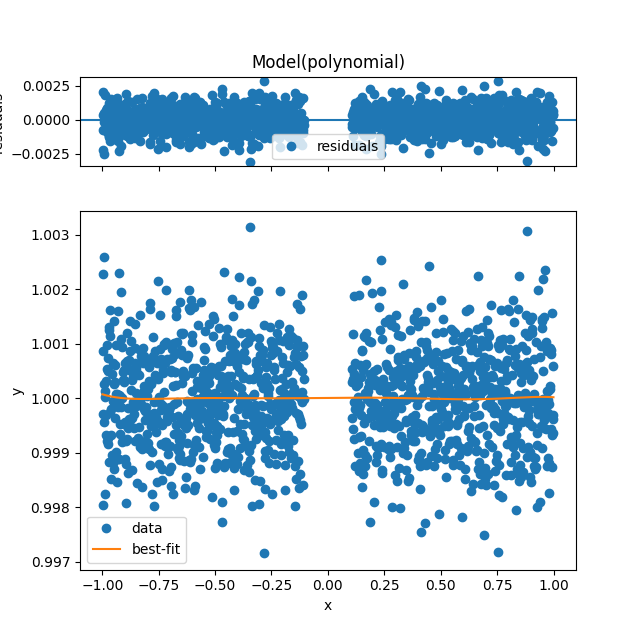 Model(polynomial)
0.0025
0.0000
−0.0025
residuals
residuals
1.003
1.002
1.001
1.000
0.999
0.998
0.997
y
data
best-fit
−1.00 −0.75 −0.50 −0.25 0.00 0.25 0.50 0.75 1.00
x